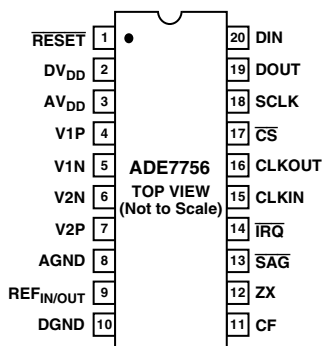 RESET 1 20 DIN
DVDD 2 19 DOUT
AVDD 3 18 SCLK
V1P 4 17 CS
V1N 5 ADE7756 16 CLKOUT
V2N 6 TOP VIEW (Not to Scale) 15 CLKIN
V2P 7 14 IRQ
AGND 8 13 SAG
REFIN/OUT 9 12 ZX
DGND 10 11 CF